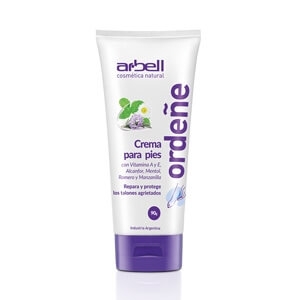 arbell
cosmética natural
ordeñe
Crema
para pies
con Vitamina A y E,
Alcanfor, Mentol,
Romero y Manzanilla
Repara y protege
los talones agrietados
90g
Industria Argentina